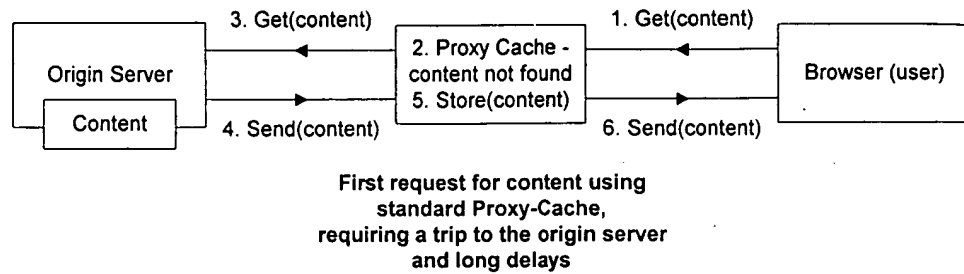 3. Get(content)
1. Get(content)
Origin Server
Content
2. Proxy Cache -
content not found
5. Store(content)
Browser (user)
4. Send(content)
6. Send(content)
First request for content using
standard Proxy-Cache,
requiring a trip to the origin server
and long delays